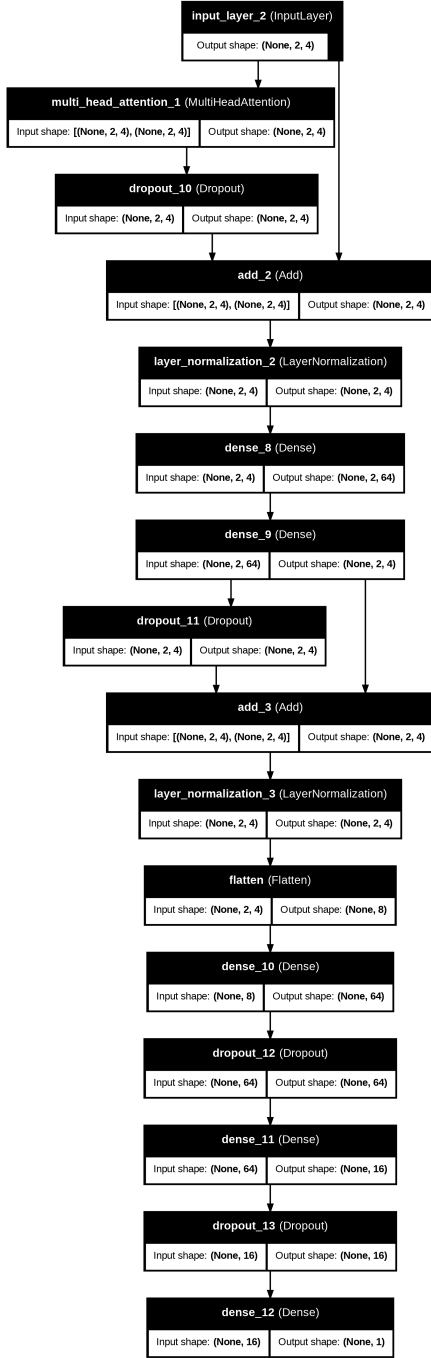 input_layer_2 (InputLayer)
Output shape: (None, 2, 4)
multi_head_attention_1 (MultiHeadAttention)
Input shape: [(None, 2, 4), (None, 2, 4)] Output shape: (None, 2, 4)
dropout_10 (Dropout)
Input shape: (None, 2, 4) Output shape: (None, 2, 4)
add_2 (Add)
Input shape: [(None, 2, 4), (None, 2, 4)] Output shape: (None, 2, 4)
layer_normalization_2 (LayerNormalization)
Input shape: (None, 2, 4) Output shape: (None, 2, 4)
dense_8 (Dense)
Input shape: (None, 2, 4) Output shape: (None, 2, 64)
dense_9 (Dense)
Input shape: (None, 2, 64) Output shape: (None, 2, 4)
dropout_11 (Dropout)
Input shape: (None, 2, 4) Output shape: (None, 2, 4)
add_3 (Add)
Input shape: [(None, 2, 4), (None, 2, 4)] Output shape: (None, 2, 4)
layer_normalization_3 (LayerNormalization)
Input shape: (None, 2, 4) Output shape: (None, 2, 4)
flatten (Flatten)
Input shape: (None, 2, 4) Output shape: (None, 8)
dense_10 (Dense)
Input shape: (None, 8) Output shape: (None, 64)
dropout_12 (Dropout)
Input shape: (None, 64) Output shape: (None, 64)
dense_11 (Dense)
Input shape: (None, 64) Output shape: (None, 16)
dropout_13 (Dropout)
Input shape: (None, 16) Output shape: (None, 16)
dense_12 (Dense)
Input shape: (None, 16) Output shape: (None, 1)